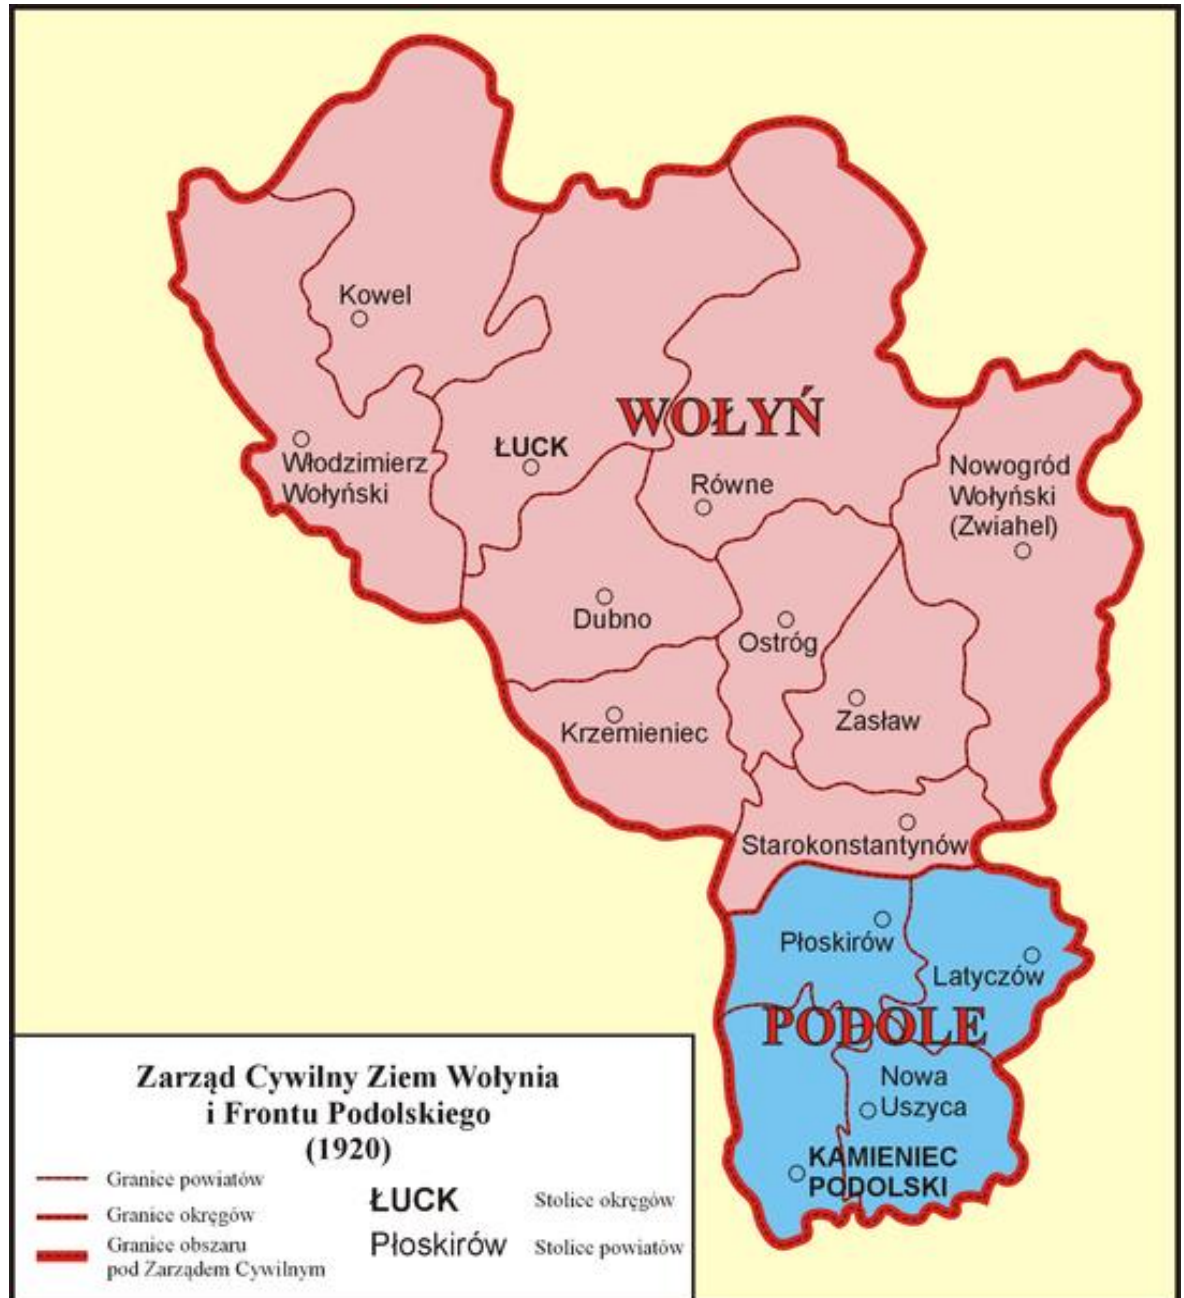 Kowel
WOŁYŃ
ŁUCK
Włodzimierz
Wołyński
Nowogród
Wołyński
(Zwiahel)
Równe
Dubno
Ostróg
Krzemieniec
Zasław
Starokonstantynów
Płoskirów
Latyczów
PODOLE
Nowa
Uszyca
KAMIENIEC
PODOLSKI
Zarząd Cywilny Ziem Wołynia
i Frontu Podolskiego
(1920)
Granice powiatów
Granice okręgów
Granice obszaru
pod Zarządem Cywilnym
ŁUCK Stolice okręgów
Płoskirów Stolice powiatów